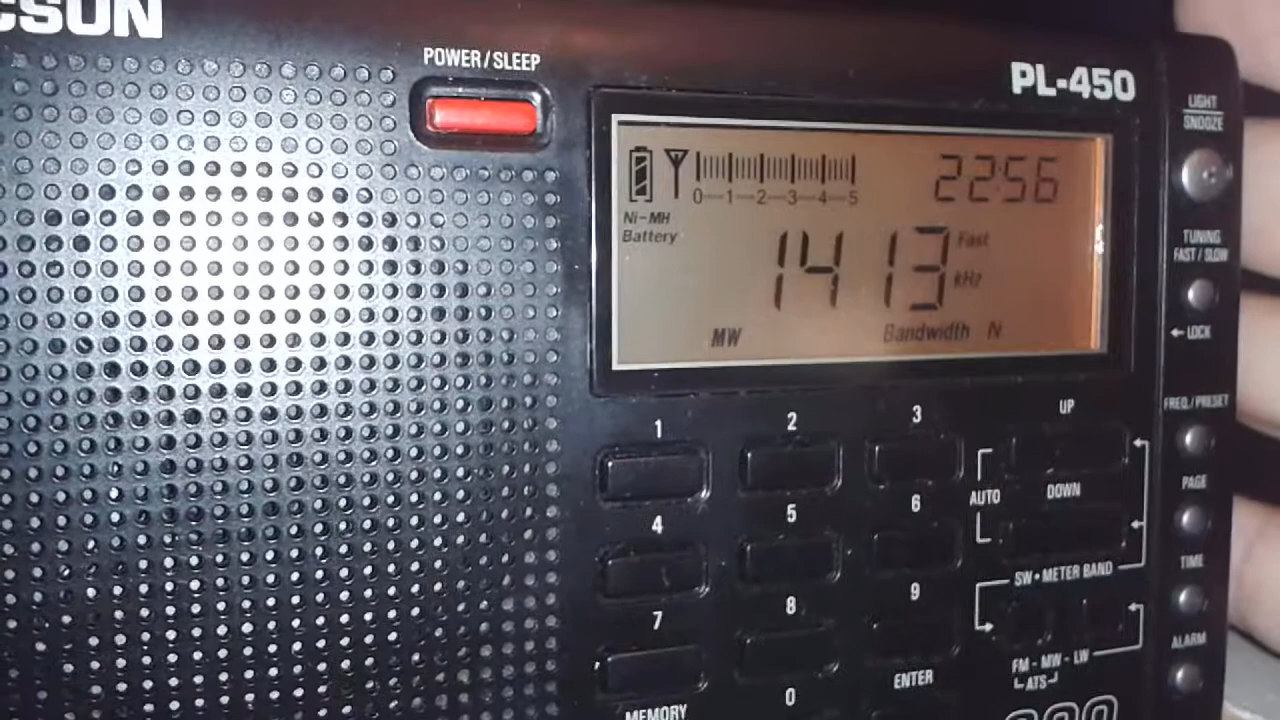 CSUN
POWER/SLEEP
PL-450
LIGHT
SNOOZE
22:56
0—1—2—3—4—5
Ni-MH
Battery
1413
Fast
kHz
MW
Bandwidth N
TUNING
FAST / SLOW
←LOCK
FREQ./PRESET
PAGE
TIME
ALARM
1 2 3
UP
AUTO
DOWN
4 5 6
SW•METER BAND
7 8 9
FM - MW - LW
ATS
MEMORY 0 ENTER